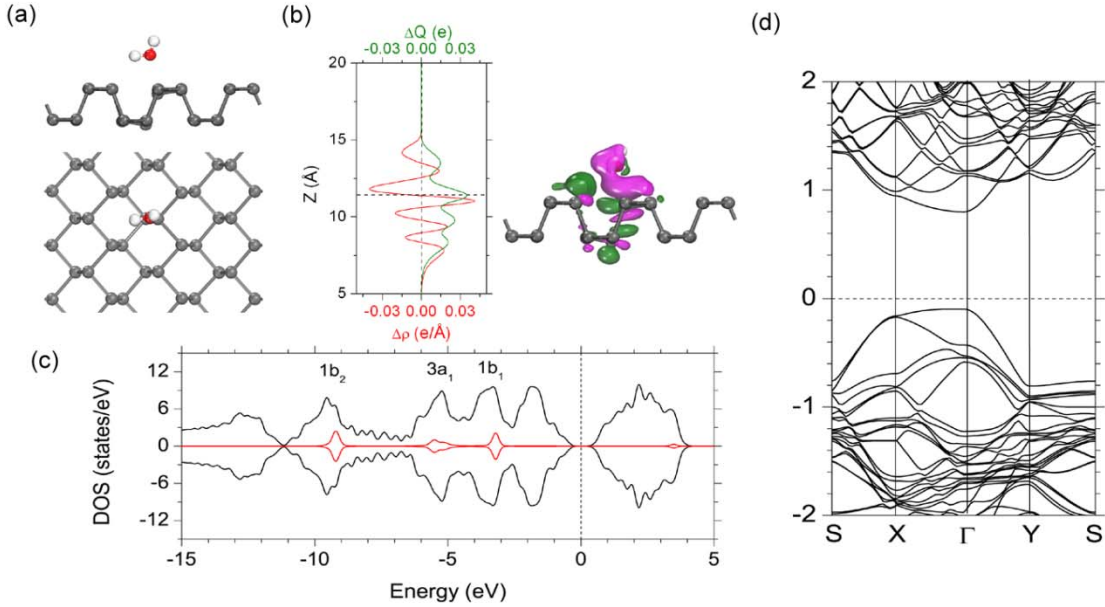 (a)
(b)
ΔQ (e)
-0.03 0.00 0.03
20
15
10
5
Z (Å)
-0.03 0.00 0.03
Δρ (e/Å)
(c)
1b2 3a1 1b1
12
6
0
-6
-12
DOS (states/eV)
-15 -10 -5 0 5
Energy (eV)
(d)
2
1
0
-1
-2
S X Γ Y S